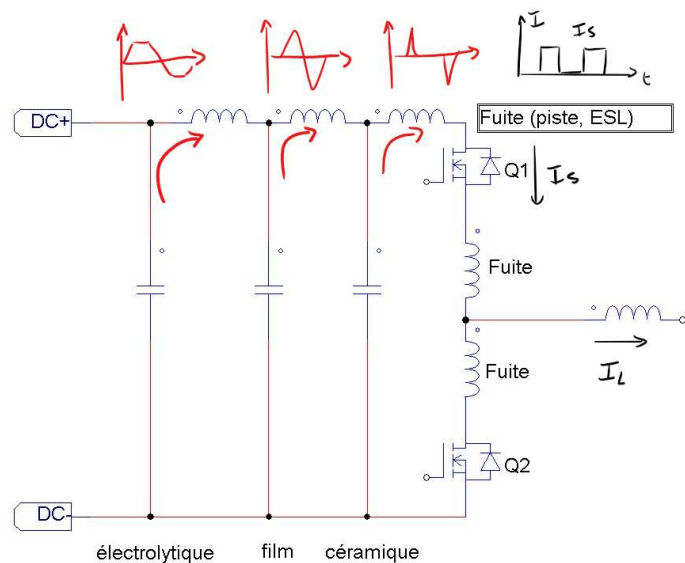 I
Is
t
DC+
Fuite (piste, ESL)
Q1
Is
Fuite
Fuite
IL
Q2
DC-
électrolytique film céramique